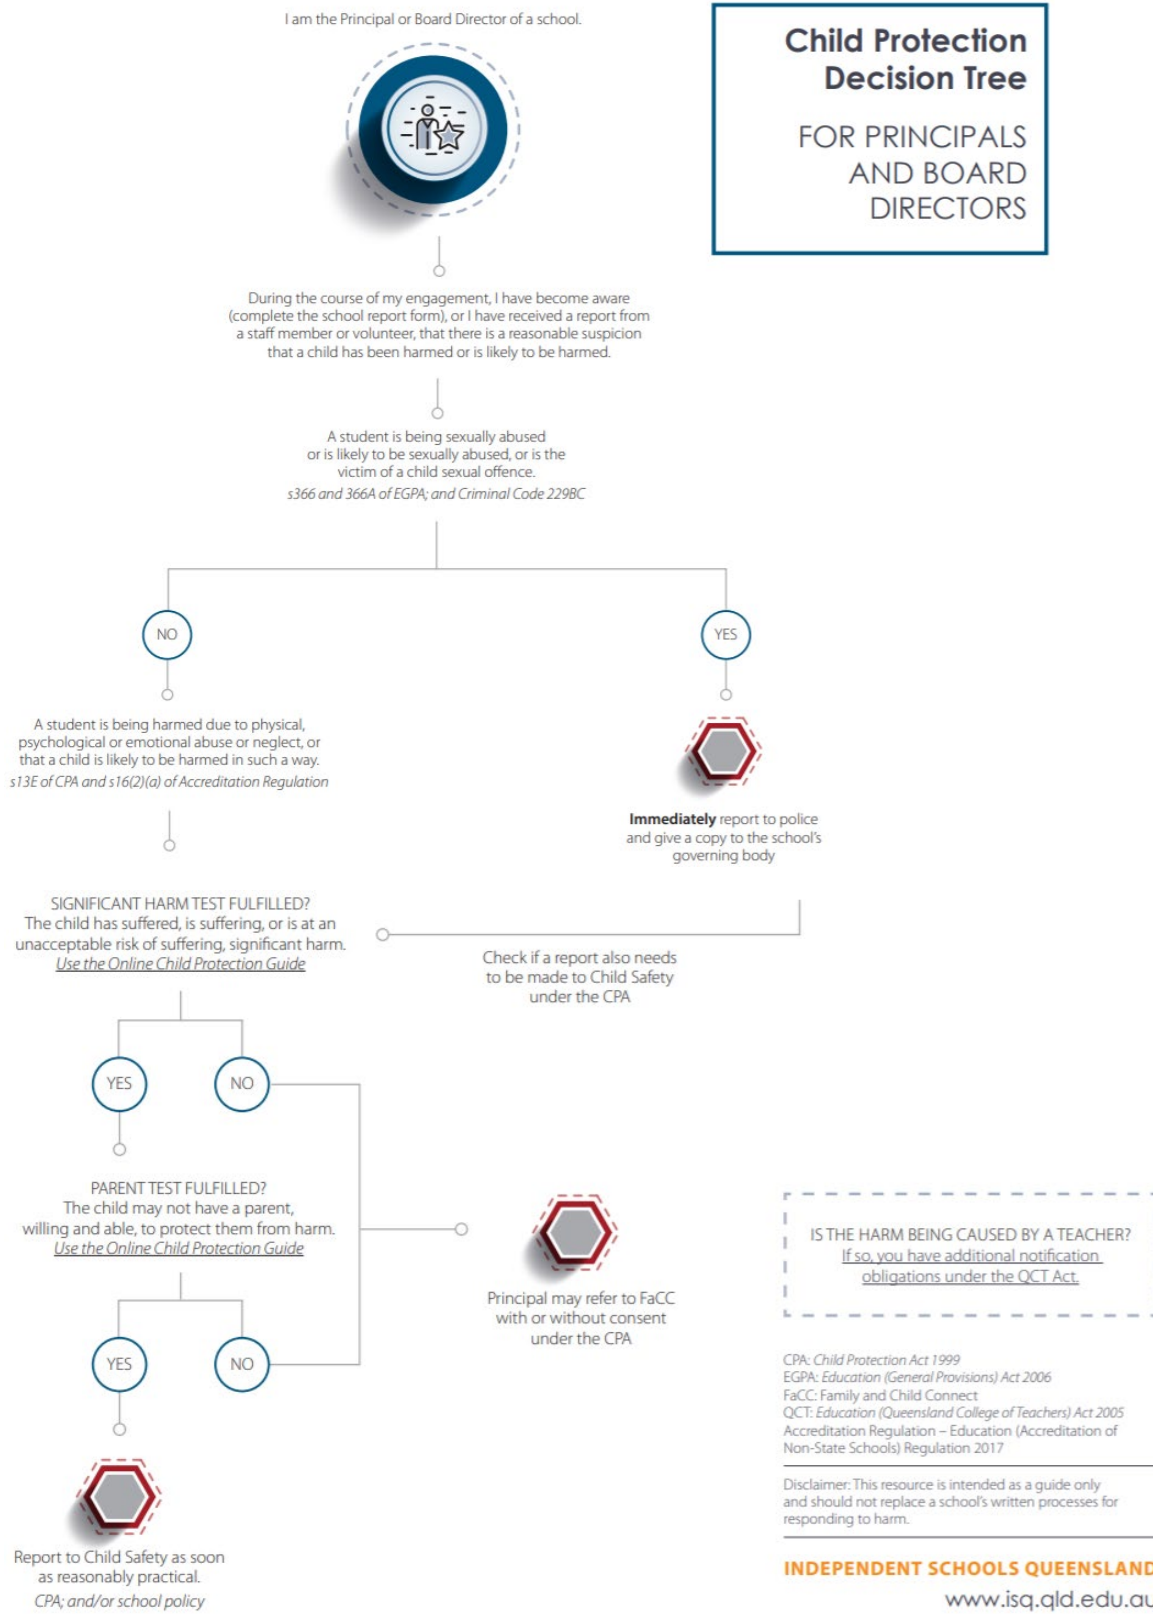 I am the Principal or Board Director of a school.
Child Protection
Decision Tree
FOR PRINCIPALS
AND BOARD
DIRECTORS
During the course of my engagement, I have become aware
(complete the school report form), or I have received a report from
a staff member or volunteer, that there is a reasonable suspicion
that a child has been harmed or is likely to be harmed.
A student is being sexually abused
or is likely to be sexually abused, or is the
victim of a child sexual offence.
s366 and 366A of EGPA; and Criminal Code 229BC
NO
YES
A student is being harmed due to physical,
psychological or emotional abuse or neglect, or
that a child is likely to be harmed in such a way.
s13E of CPA and s16(2)(a) of Accreditation Regulation
Immediately report to police
and give a copy to the school's
governing body
SIGNIFICANT HARM TEST FULFILLED?
The child has suffered, is suffering, or is at an
unacceptable risk of suffering, significant harm.
Use the Online Child Protection Guide
Check if a report also needs
to be made to Child Safety
under the CPA
YES
NO
PARENT TEST FULFILLED?
The child may not have a parent,
willing and able, to protect them from harm.
Use the Online Child Protection Guide
Principal may refer to FaCC
with or without consent
under the CPA
YES
NO
Report to Child Safety as soon
as reasonably practical.
CPA; and/or school policy
IS THE HARM BEING CAUSED BY A TEACHER?
If so, you have additional notification
obligations under the QCT Act.
CPA: Child Protection Act 1999
EGPA: Education (General Provisions) Act 2006
FaCC: Family and Child Connect
QCT: Education (Queensland College of Teachers) Act 2005
Accreditation Regulation – Education (Accreditation of
Non-State Schools) Regulation 2017
Disclaimer: This resource is intended as a guide only
and should not replace a school's written processes for
responding to harm.
INDEPENDENT SCHOOLS QUEENSLAND
www.isq.qld.edu.au